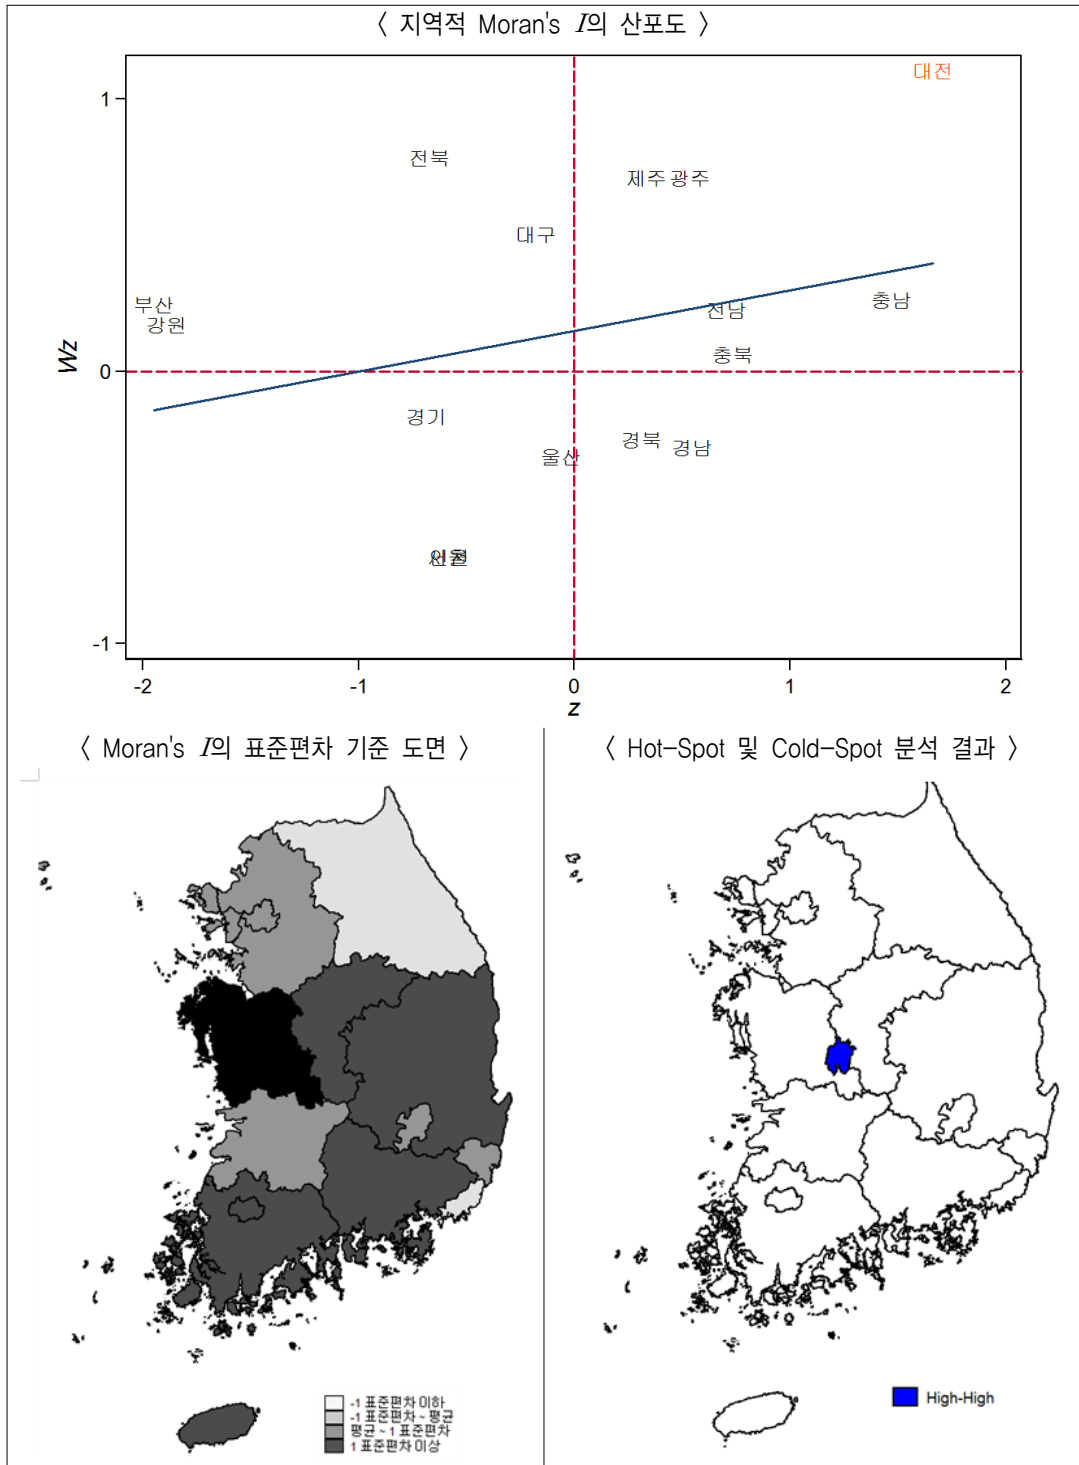 〈 지역적 Moran's I의 산포도 〉
대전
1
전북
제주 광주
대구
부산
충남
전남
강원
충북
Wz
0
경기
경북
경남
울산
-1
-2 -1 0 1 2
z
〈 Moran's I의 표준편차 기준 도면 〉
〈 Hot-Spot 및 Cold-Spot 분석 결과 〉
-1 표준편차 이하
-1 표준편차 ~ 평균
평균 ~ 1 표준편차
1 표준편차 이상
High-High